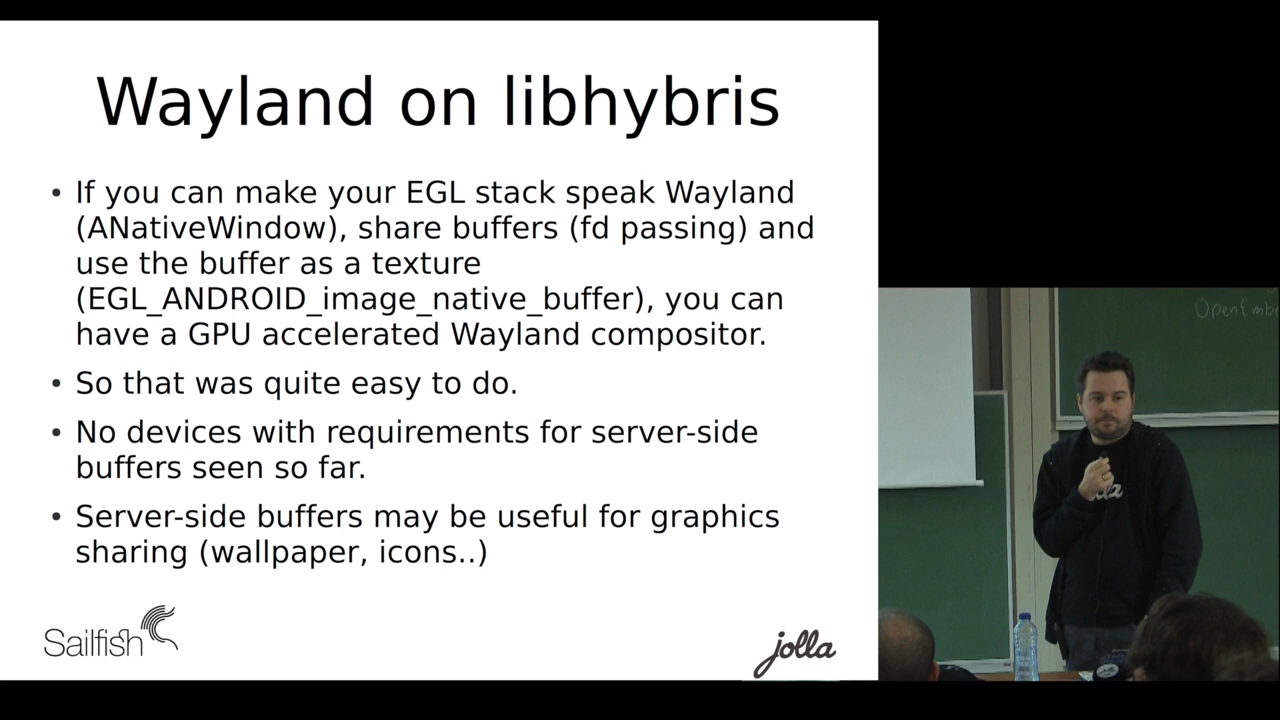 Wayland on libhybris
• If you can make your EGL stack speak Wayland
(ANativeWindow), share buffers (fd passing) and
use the buffer as a texture
(EGL_ANDROID_image_native_buffer), you can
have a GPU accelerated Wayland compositor.
• So that was quite easy to do.
• No devices with requirements for server-side
buffers seen so far.
• Server-side buffers may be useful for graphics
sharing (wallpaper, icons..)
Sailfish
jolla
OpenEmbe